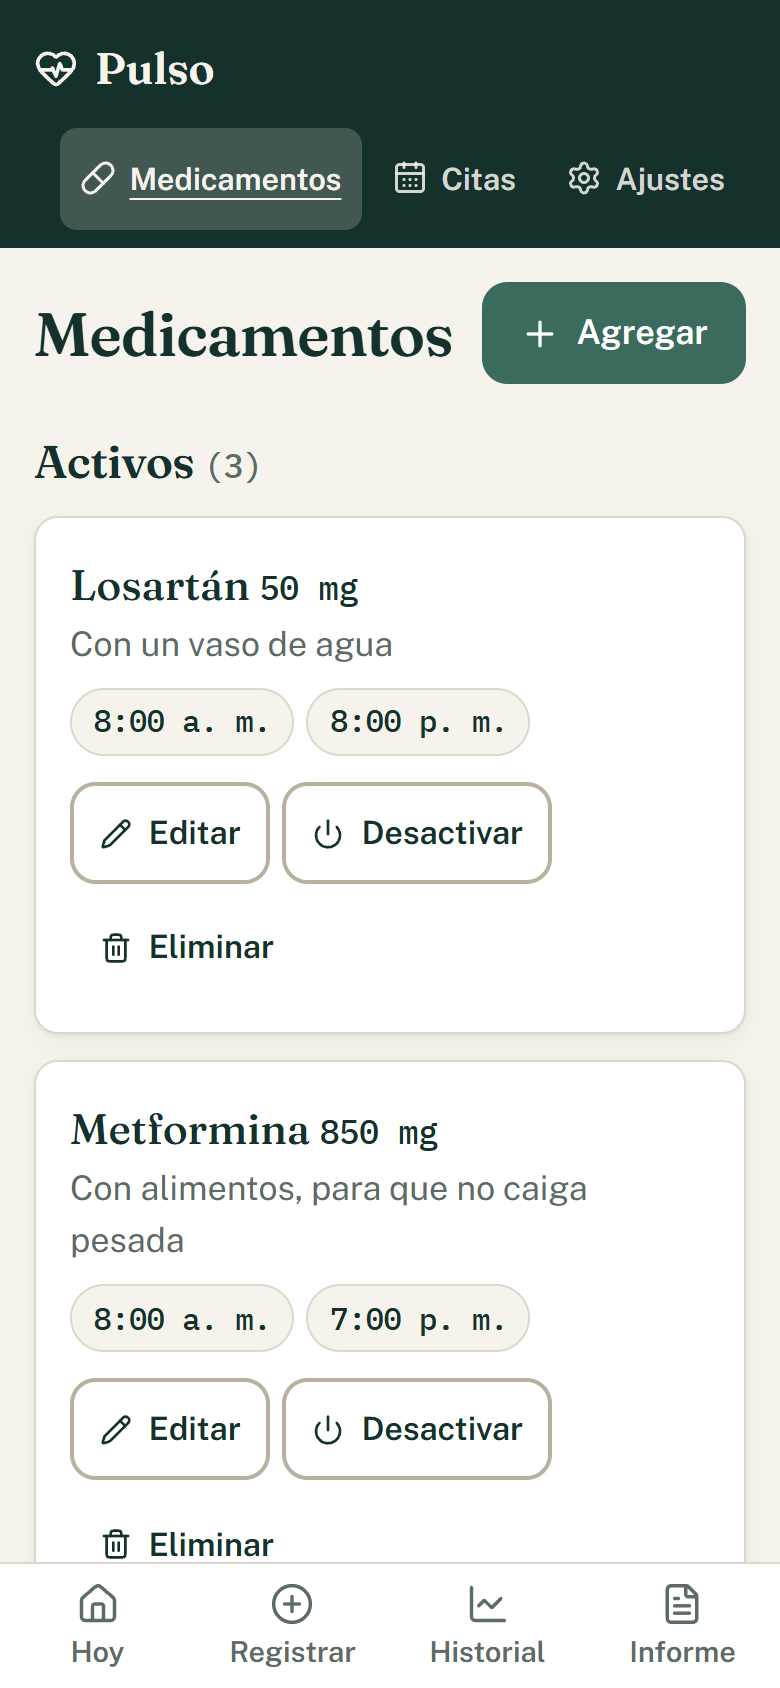 Pulso
Medicamentos Citas Ajustes
Medicamentos Agregar
Activos (3)
Losartán 50 mg
Con un vaso de agua
8:00 a. m. 8:00 p. m.
Editar Desactivar
Eliminar
Metformina 850 mg
Con alimentos, para que no caiga
pesada
8:00 a. m. 7:00 p. m.
Editar Desactivar
Eliminar
Hoy Registrar Historial Informe